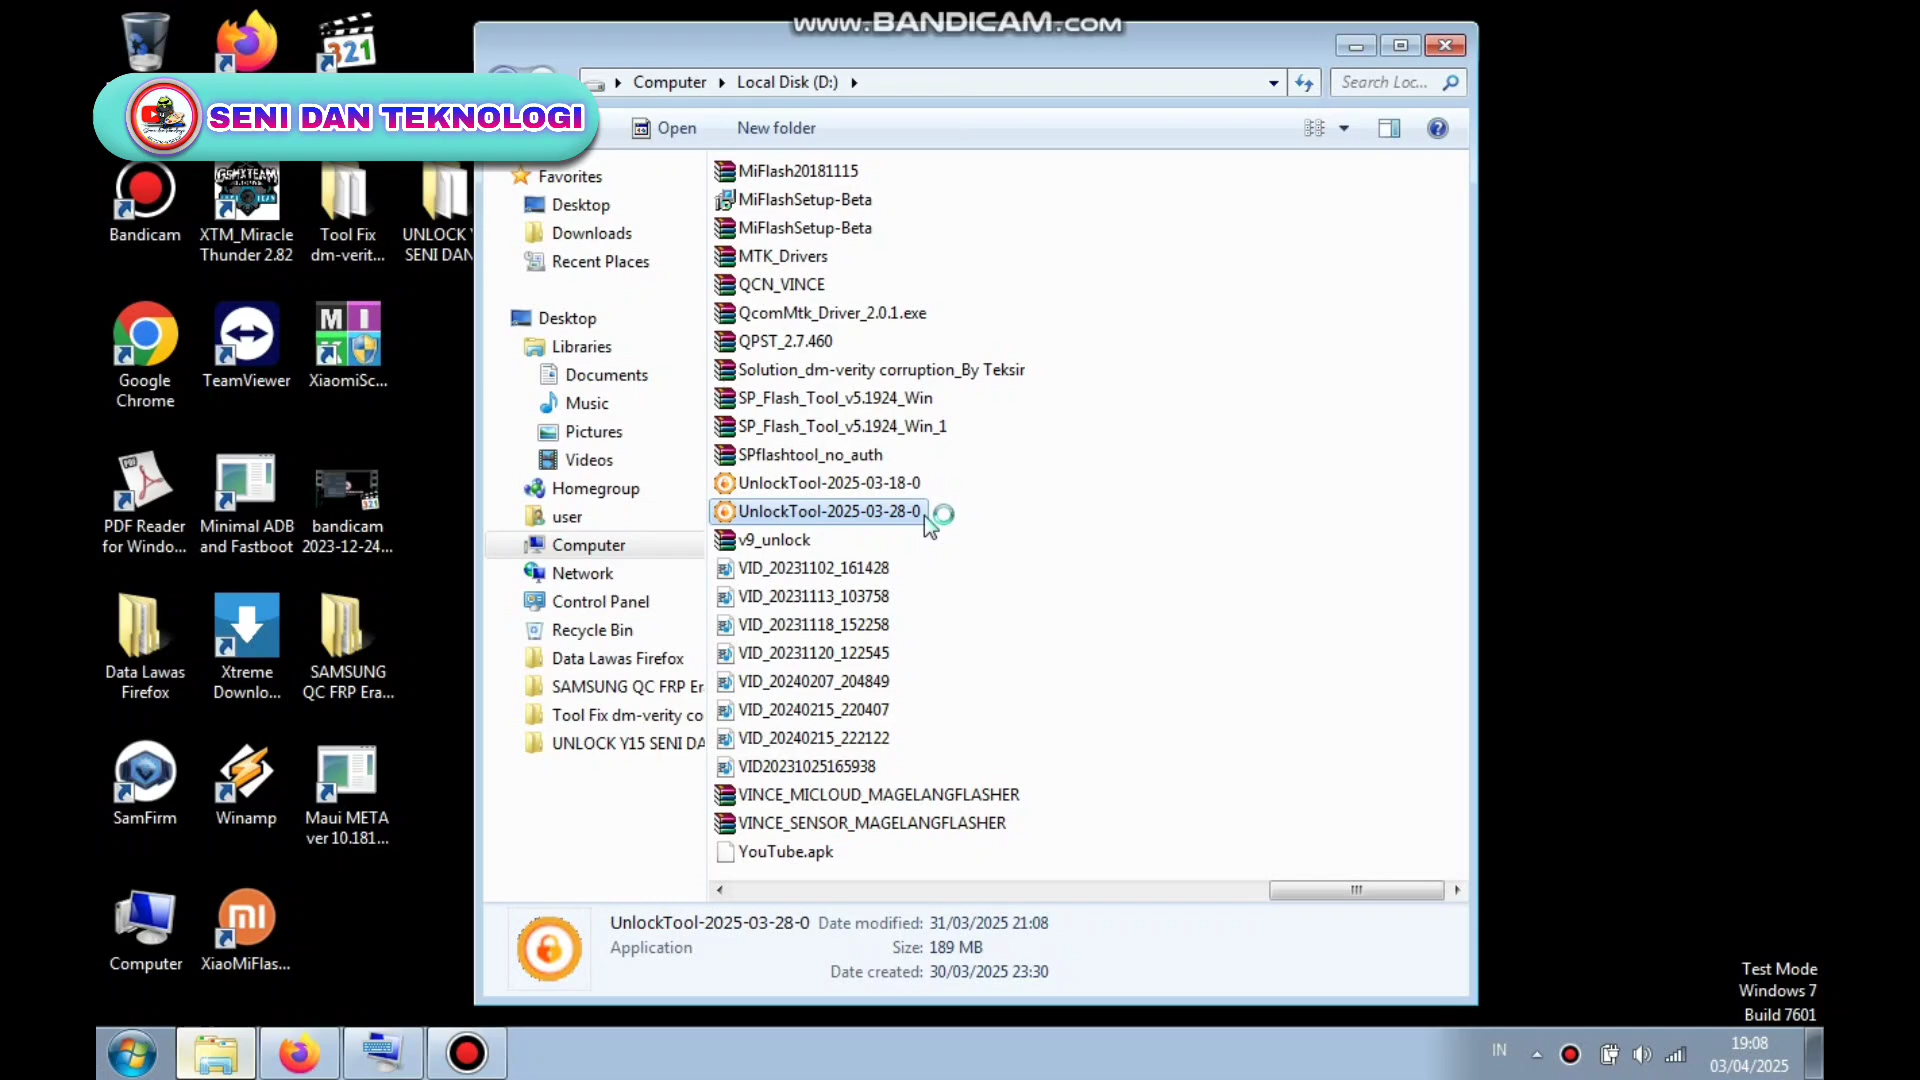 www.BANDICAM.com
SENI DAN TEKNOLOGI
321
Bandicam
XTM_Miracle
Thunder 2.82
Tool Fix
dm-verit...
Google
Chrome
TeamViewer
XiaomiSc...
PDF Reader
for Windo...
Minimal ADB
and Fastboot
bandicam
2023-12-24...
Data Lawas
Firefox
Xtreme
Downlo...
SAMSUNG
QC FRP Era...
SamFirm
Winamp
Maui META
ver 10.181...
Computer
XiaoMiFlas...
Computer
Local Disk (D:)
Search Loc...
Open
New folder
Favorites
Desktop
Downloads
Recent Places
Desktop
Libraries
Documents
Music
Pictures
Videos
Homegroup
user
Computer
Network
Control Panel
Recycle Bin
Data Lawas Firefox
SAMSUNG QC FRP Er
Tool Fix dm-verity co
UNLOCK Y15 SENI DA
MiFlash20181115
MiFlashSetup-Beta
MiFlashSetup-Beta
MTK_Drivers
QCN_VINCE
QcomMtk_Driver_2.0.1.exe
QPST_2.7.460
Solution_dm-verity corruption_By Teksir
SP_Flash_Tool_v5.1924_Win
SP_Flash_Tool_v5.1924_Win_1
SPflashtool_no_auth
UnlockTool-2025-03-18-0
UnlockTool-2025-03-28-0
v9_unlock
VID_20231102_161428
VID_20231113_103758
VID_20231118_152258
VID_20231120_122545
VID_20240207_204849
VID_20240215_220407
VID_20240215_222122
VID20231025165938
VINCE_MICLOUD_MAGELANGFLASHER
VINCE_SENSOR_MAGELANGFLASHER
YouTube.apk
UnlockTool-2025-03-28-0 Date modified: 31/03/2025 21:08
Application Size: 189 MB
Date created: 30/03/2025 23:30
Test Mode
Windows 7
Build 7601
IN
19:08
03/04/2025